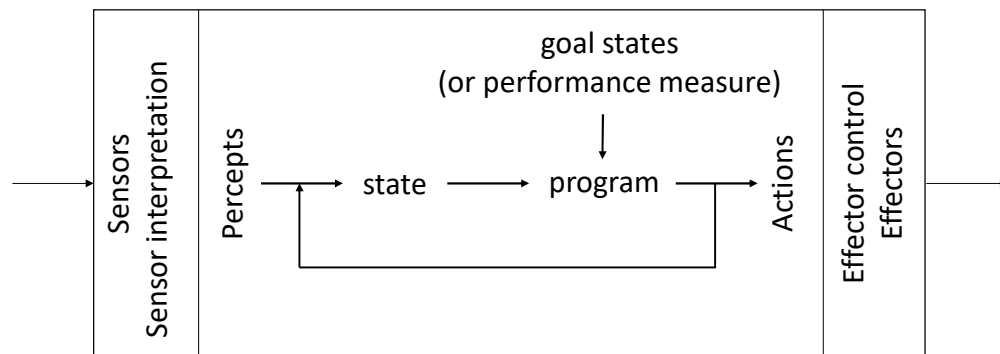 Sensors
Sensor interpretation
Percepts
goal states
(or performance measure)
state
program
Actions
Effector control
Effectors